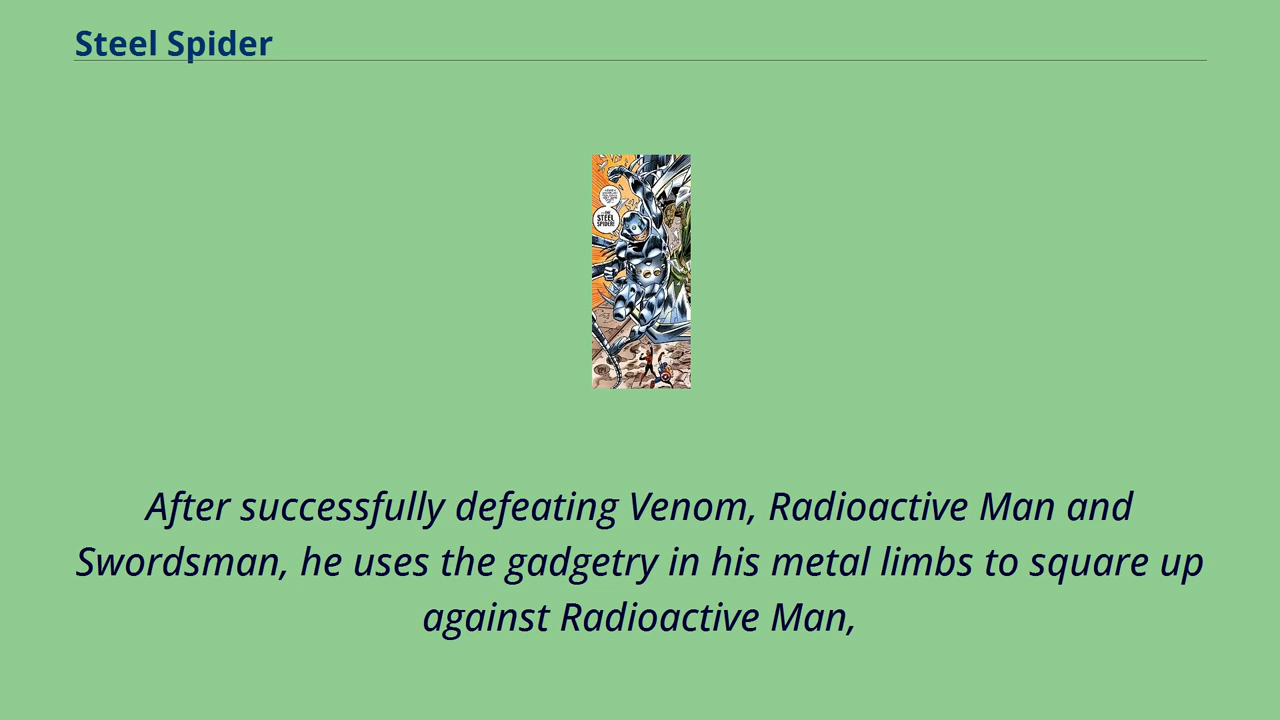 Steel Spider
STEEL
SPIDER!
After successfully defeating Venom, Radioactive Man and
Swordsman, he uses the gadgetry in his metal limbs to square up
against Radioactive Man,